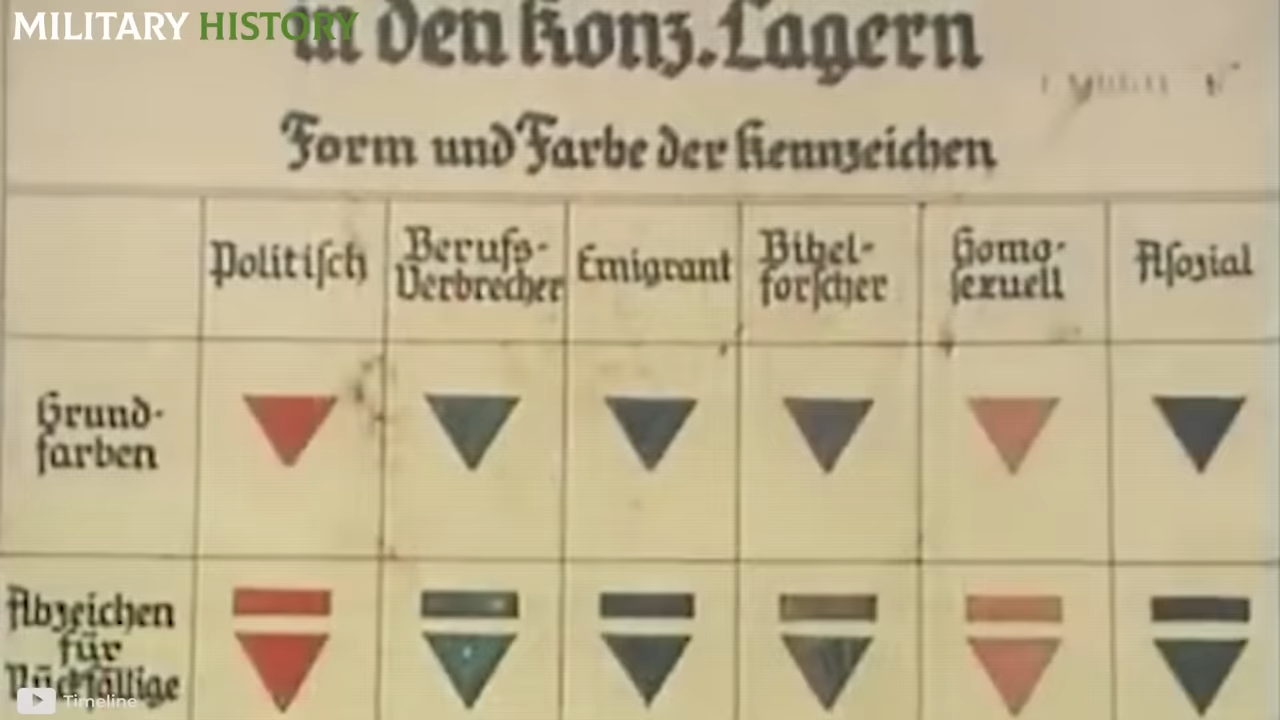 MILITARY HISTORY
in den Konz.Lagern
Form und Farbe der Kennzeichen
Politiſch
Berufs-
Verbrecher
Emigrant
Bibel-
forſcher
Homo-
ſexuell
Aſozial
Grund-
farben
Abzeichen
für
Rückfällige
Timeline